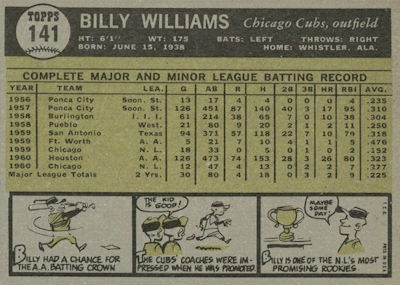 TOPPS
141
BILLY WILLIAMS Chicago Cubs, outfield
HT: 6'1" WT: 175 BATS: LEFT THROWS: RIGHT
BORN: JUNE 15, 1938 HOME: WHISTLER, ALA.
COMPLETE MAJOR AND MINOR LEAGUE BATTING RECORD
YEAR TEAM LEA. G AB R H 2B 3B HR RBI AVG.
1956 Ponca City Soon. St. 13 17 4 4 0 0 0 4 .235
1957 Ponca City Soon. St. 126 451 87 140 40 3 17 95 .310
1958 Burlington I. I. I. 61 214 38 65 7 0 10 38 .304
1958 Pueblo West. 21 80 9 20 2 1 2 11 .250
1959 San Antonio Texas 94 371 57 118 22 7 10 79 .318
1959 Ft. Worth A.A. 5 21 7 10 4 1 1 5 .476
1959 Chicago N.L. 18 33 0 5 0 1 0 2 .152
1960 Houston A.A. 126 473 74 153 28 3 26 80 .323
1960 Chicago N.L. 12 47 4 13 0 2 2 7 .277
Major League Totals 2 Yrs. 30 80 4 18 0 3 2 9 .225
BILLY HAD A CHANCE FOR
THE A.A. BATTING CROWN
THE KID
IS GOOD!
THE CUBS' COACHES WERE IM-
PRESSED WHEN HE WAS PROMOTED.
MAYBE
SOME
DAY!
BILLY IS ONE OF THE N.L.'S MOST
PROMISING ROOKIES.